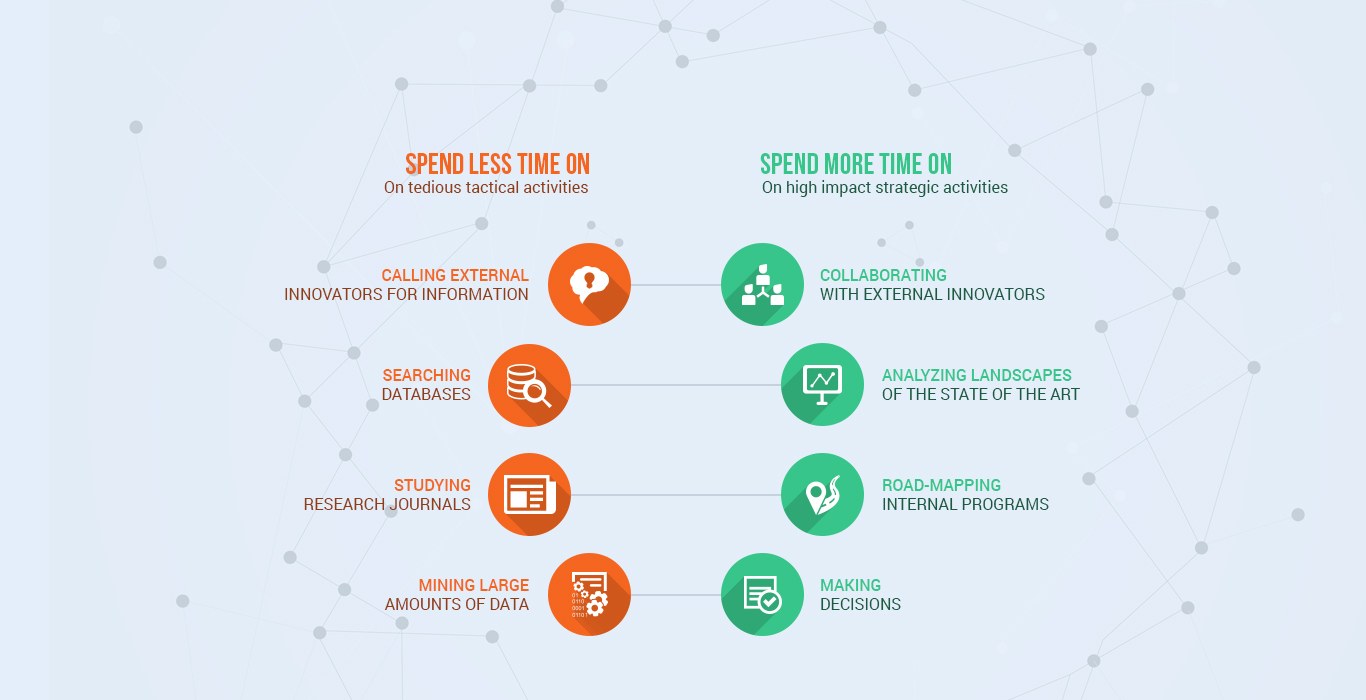 SPEND LESS TIME ON
On tedious tactical activities
CALLING EXTERNAL
INNOVATORS FOR INFORMATION
SEARCHING
DATABASES
STUDYING
RESEARCH JOURNALS
MINING LARGE
AMOUNTS OF DATA
SPEND MORE TIME ON
On high impact strategic activities
COLLABORATING
WITH EXTERNAL INNOVATORS
ANALYZING LANDSCAPES
OF THE STATE OF THE ART
ROAD-MAPPING
INTERNAL PROGRAMS
MAKING
DECISIONS